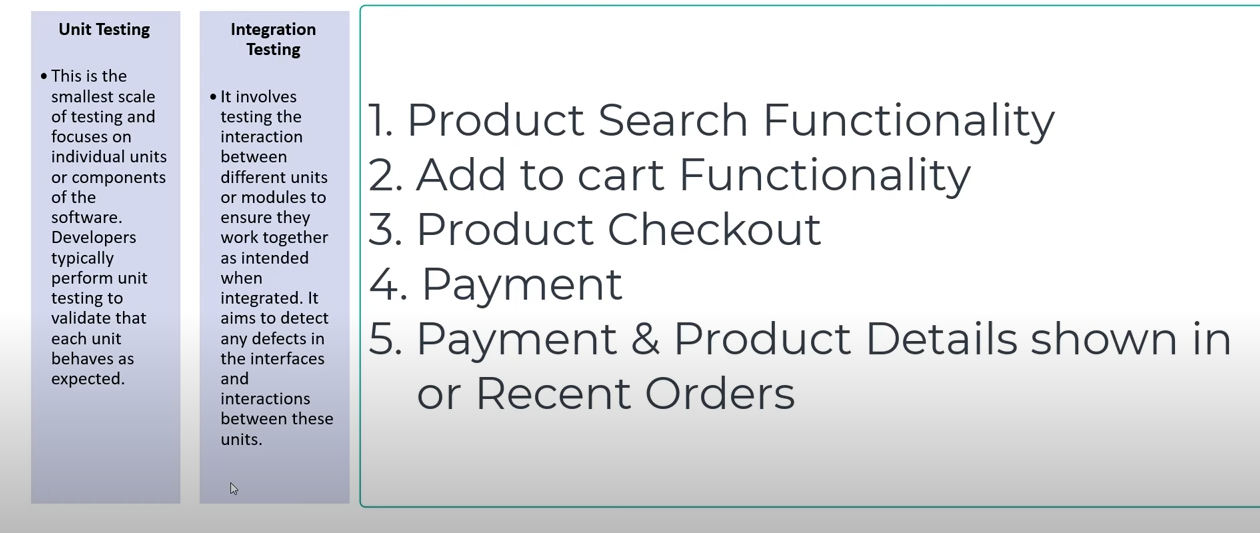 Unit Testing
• This is the
smallest scale
of testing and
focuses on
individual units
or components
of the
software.
Developers
typically
perform unit
testing to
validate that
each unit
behaves as
expected.
Integration
Testing
• It involves
testing the
interaction
between
different units
or modules to
ensure they
work together
as intended
when
integrated. It
aims to detect
any defects in
the interfaces
and
interactions
between these
units.
1. Product Search Functionality
2. Add to cart Functionality
3. Product Checkout
4. Payment
5. Payment & Product Details shown in
or Recent Orders